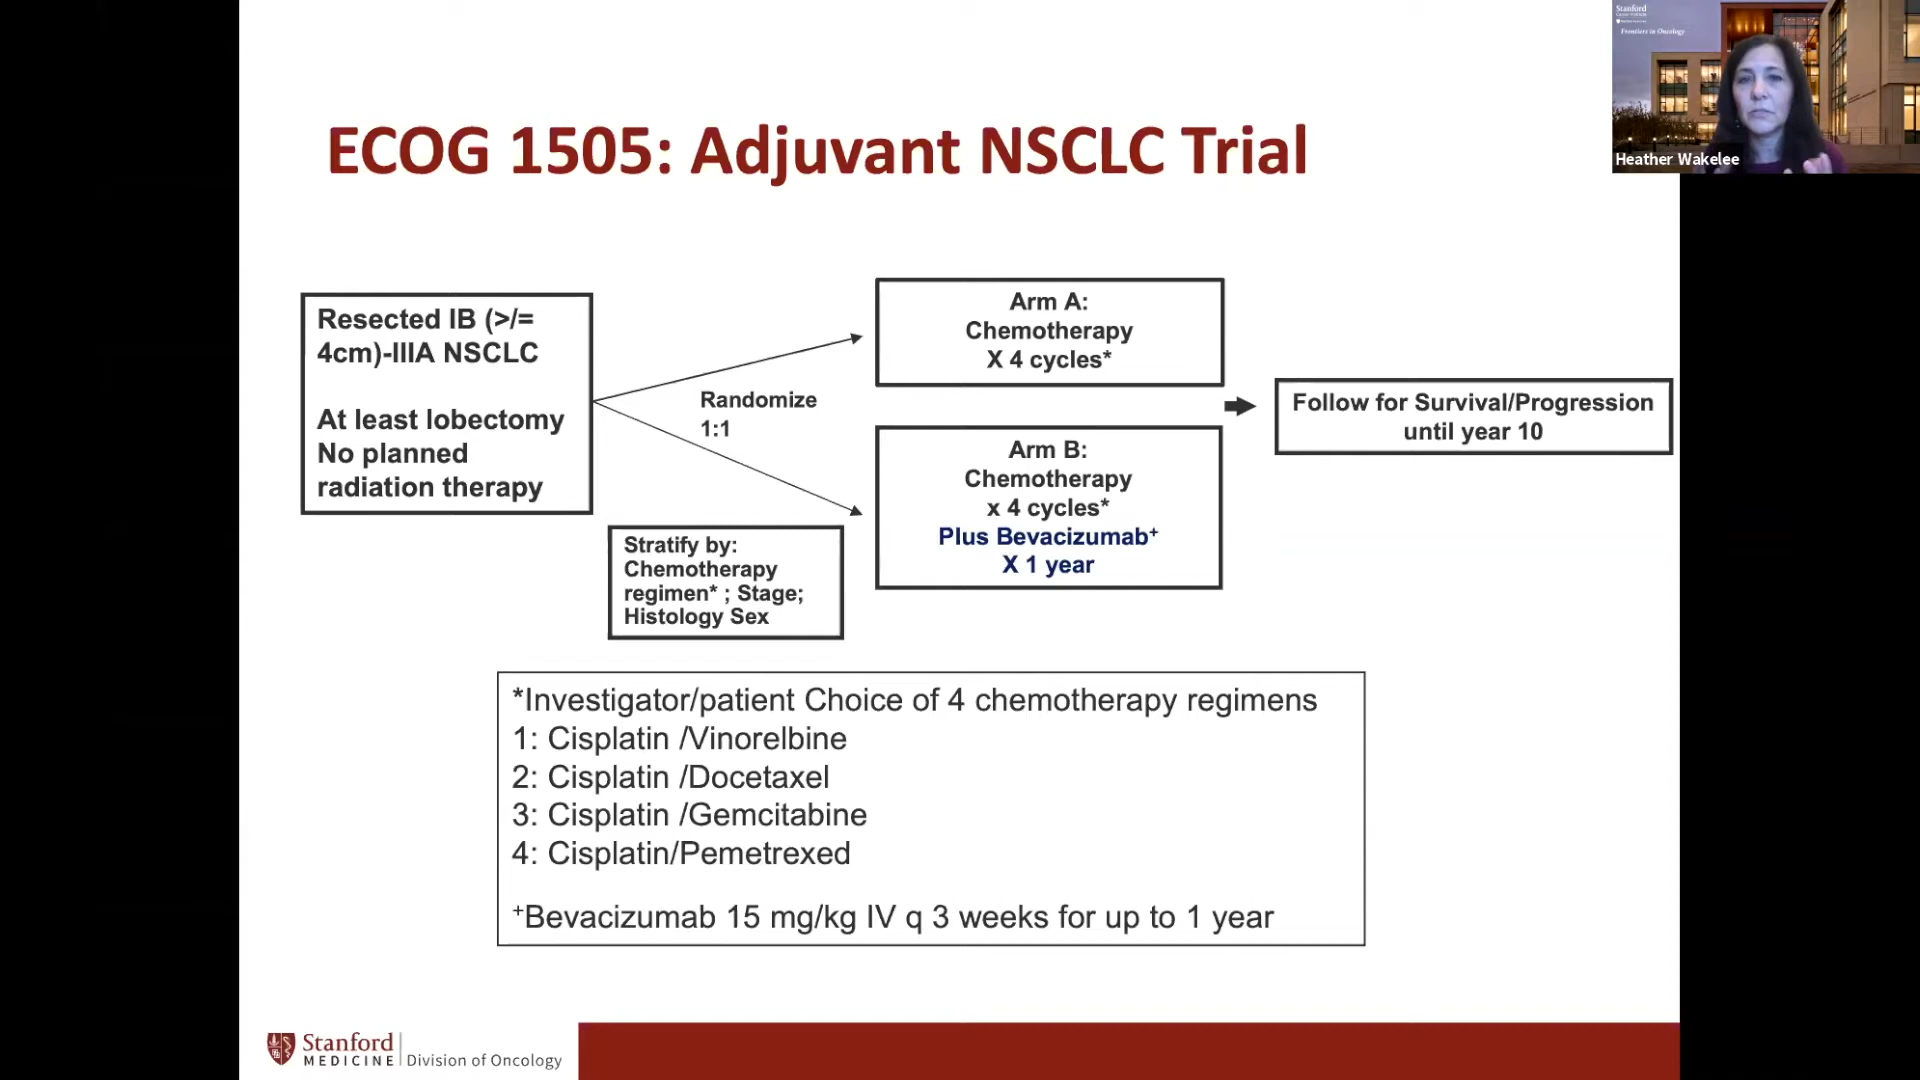 Stanford
Frontiers in Oncology
Heather Wakelee
ECOG 1505: Adjuvant NSCLC Trial
Resected IB (>/=
4cm)-IIIA NSCLC
At least lobectomy
No planned
radiation therapy
Randomize
1:1
Stratify by:
Chemotherapy
regimen* ; Stage;
Histology Sex
Arm A:
Chemotherapy
X 4 cycles*
Arm B:
Chemotherapy
x 4 cycles*
Plus Bevacizumab⁺
X 1 year
Follow for Survival/Progression
until year 10
*Investigator/patient Choice of 4 chemotherapy regimens
1: Cisplatin /Vinorelbine
2: Cisplatin /Docetaxel
3: Cisplatin /Gemcitabine
4: Cisplatin/Pemetrexed
⁺Bevacizumab 15 mg/kg IV q 3 weeks for up to 1 year
Stanford
MEDICINE
Division of Oncology